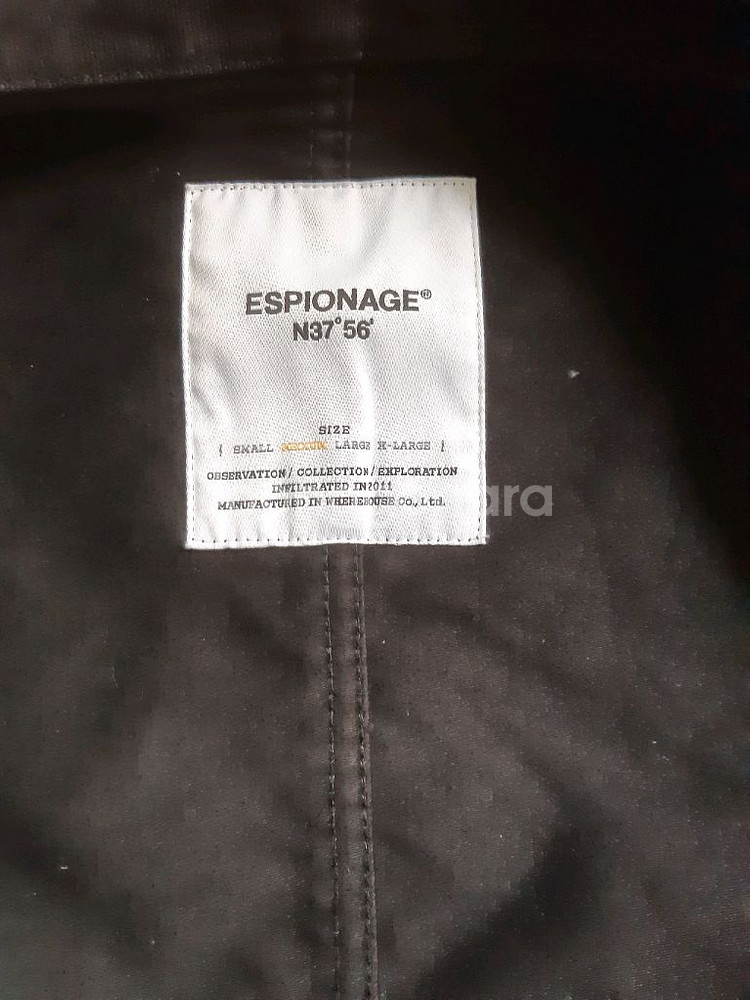 ESPIONAGE®
N37°56'
SIZE
{ SMALL MEDIUM LARGE X-LARGE }
OBSERVATION / COLLECTION / EXPLORATION
INFILTRATED IN 2011
MANUFACTURED IN WHEREHOUSE Co., Ltd.
ara